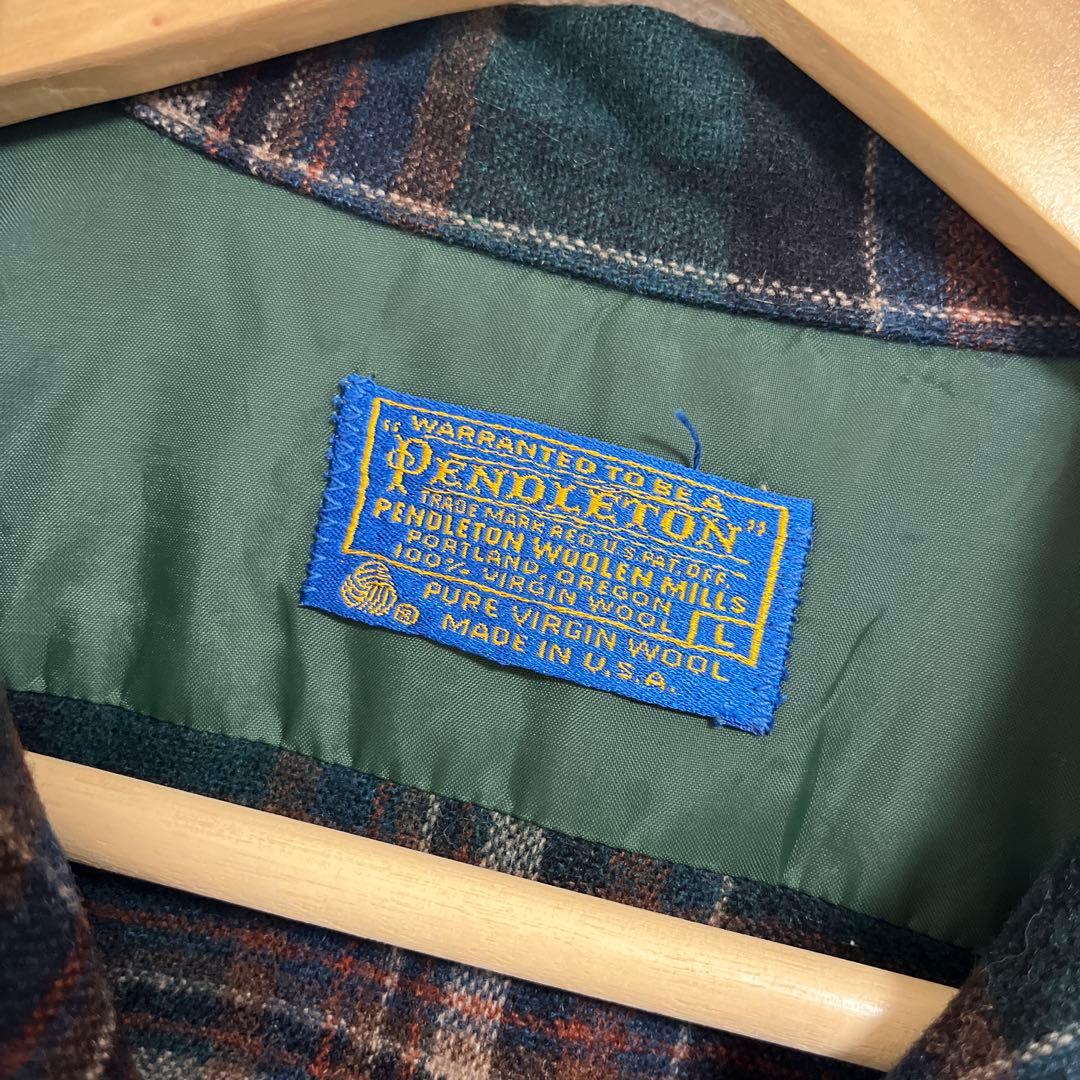 WARRANTED TO BE A
"PENDLETON"
TRADE MARK REG. U.S. PAT. OFF.
PENDLETON WOOLEN MILLS
PORTLAND, OREGON
100% VIRGIN WOOL
L
PURE VIRGIN WOOL
MADE IN U.S.A.